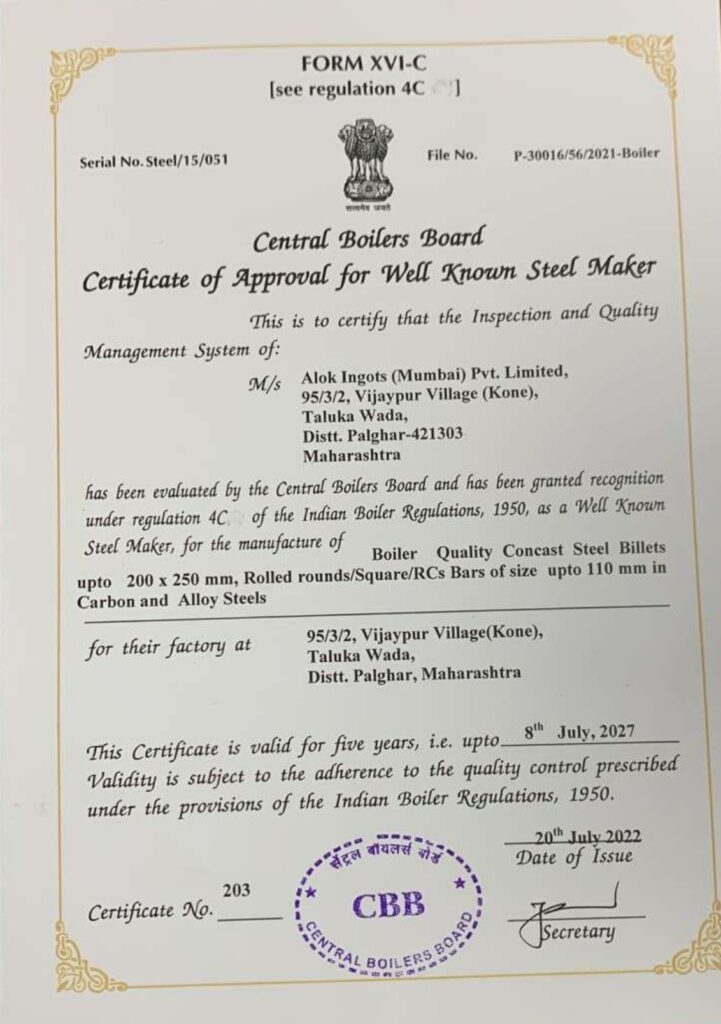 FORM XVI-C
[see regulation 4C ]
Serial No. Steel/15/051
File No. P-30016/56/2021-Boiler
सत्यमेव जयते
Central Boilers Board
Certificate of Approval for Well Known Steel Maker
This is to certify that the Inspection and Quality
Management System of:
M/s Alok Ingots (Mumbai) Pvt. Limited,
95/3/2, Vijaypur Village (Kone),
Taluka Wada,
Distt. Palghar-421303
Maharashtra
has been evaluated by the Central Boilers Board and has been granted recognition
under regulation 4C of the Indian Boiler Regulations, 1950, as a Well Known
Steel Maker, for the manufacture of Boiler Quality Concast Steel Billets
upto 200 x 250 mm, Rolled rounds/Square/RCs Bars of size upto 110 mm in
Carbon and Alloy Steels
for their factory at 95/3/2, Vijaypur Village(Kone),
Taluka Wada,
Distt. Palghar, Maharashtra
This Certificate is valid for five years, i.e. upto 8th July, 2027
Validity is subject to the adherence to the quality control prescribed
under the provisions of the Indian Boiler Regulations, 1950.
20th July 2022
Date of Issue
Certificate No. 203
सेंट्रल बॉयलर्स बोर्ड
CBB
CENTRAL BOILERS BOARD
Secretary